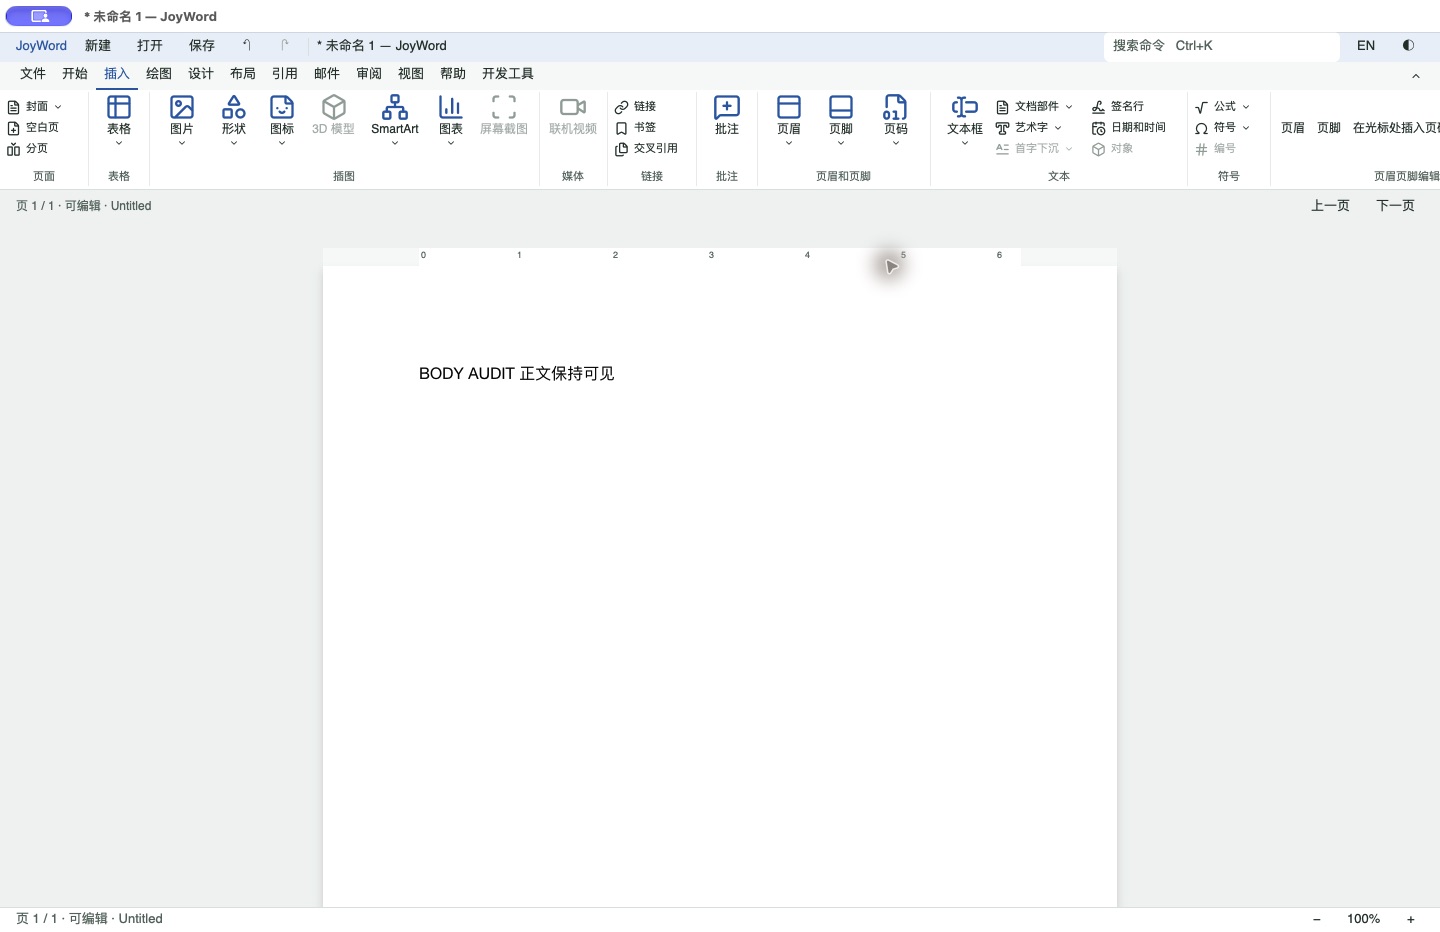 * 未命名 1 — JoyWord
JoyWord 新建 打开 保存 * 未命名 1 — JoyWord 搜索命令 Ctrl+K EN
文件 开始 插入 绘图 设计 布局 引用 邮件 审阅 视图 帮助 开发工具
封面
空白页
分页
页面
表格
表格
图片 形状 图标 3D 模型 SmartArt 图表 屏幕截图
插图
联机视频
媒体
链接
书签
交叉引用
链接
批注
批注
页眉 页脚 页码
页眉和页脚
文本框
文档部件 签名行
艺术字 日期和时间
首字下沉 对象
文本
公式
符号
编号
符号
页眉 页脚 在光标处插入页
页眉页脚编辑
页 1 / 1 · 可编辑 · Untitled 上一页 下一页
0 1 2 3 4 5 6
BODY AUDIT 正文保持可见
页 1 / 1 · 可编辑 · Untitled − 100% +